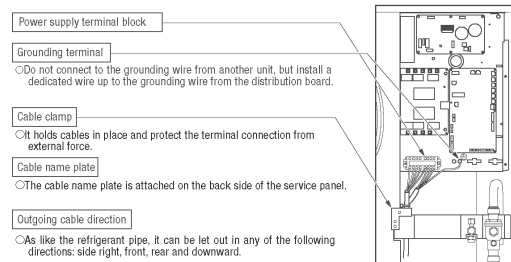 Power supply terminal block
Grounding terminal
○Do not connect to the grounding wire from another unit, but install a
dedicated wire up to the grounding wire from the distribution board.
Cable clamp
○It holds cables in place and protect the terminal connection from
external force.
Cable name plate
○The cable name plate is attached on the back side of the service panel.
Outgoing cable direction
○As like the refrigerant pipe, it can be let out in any of the following
directions: side right, front, rear and downward.